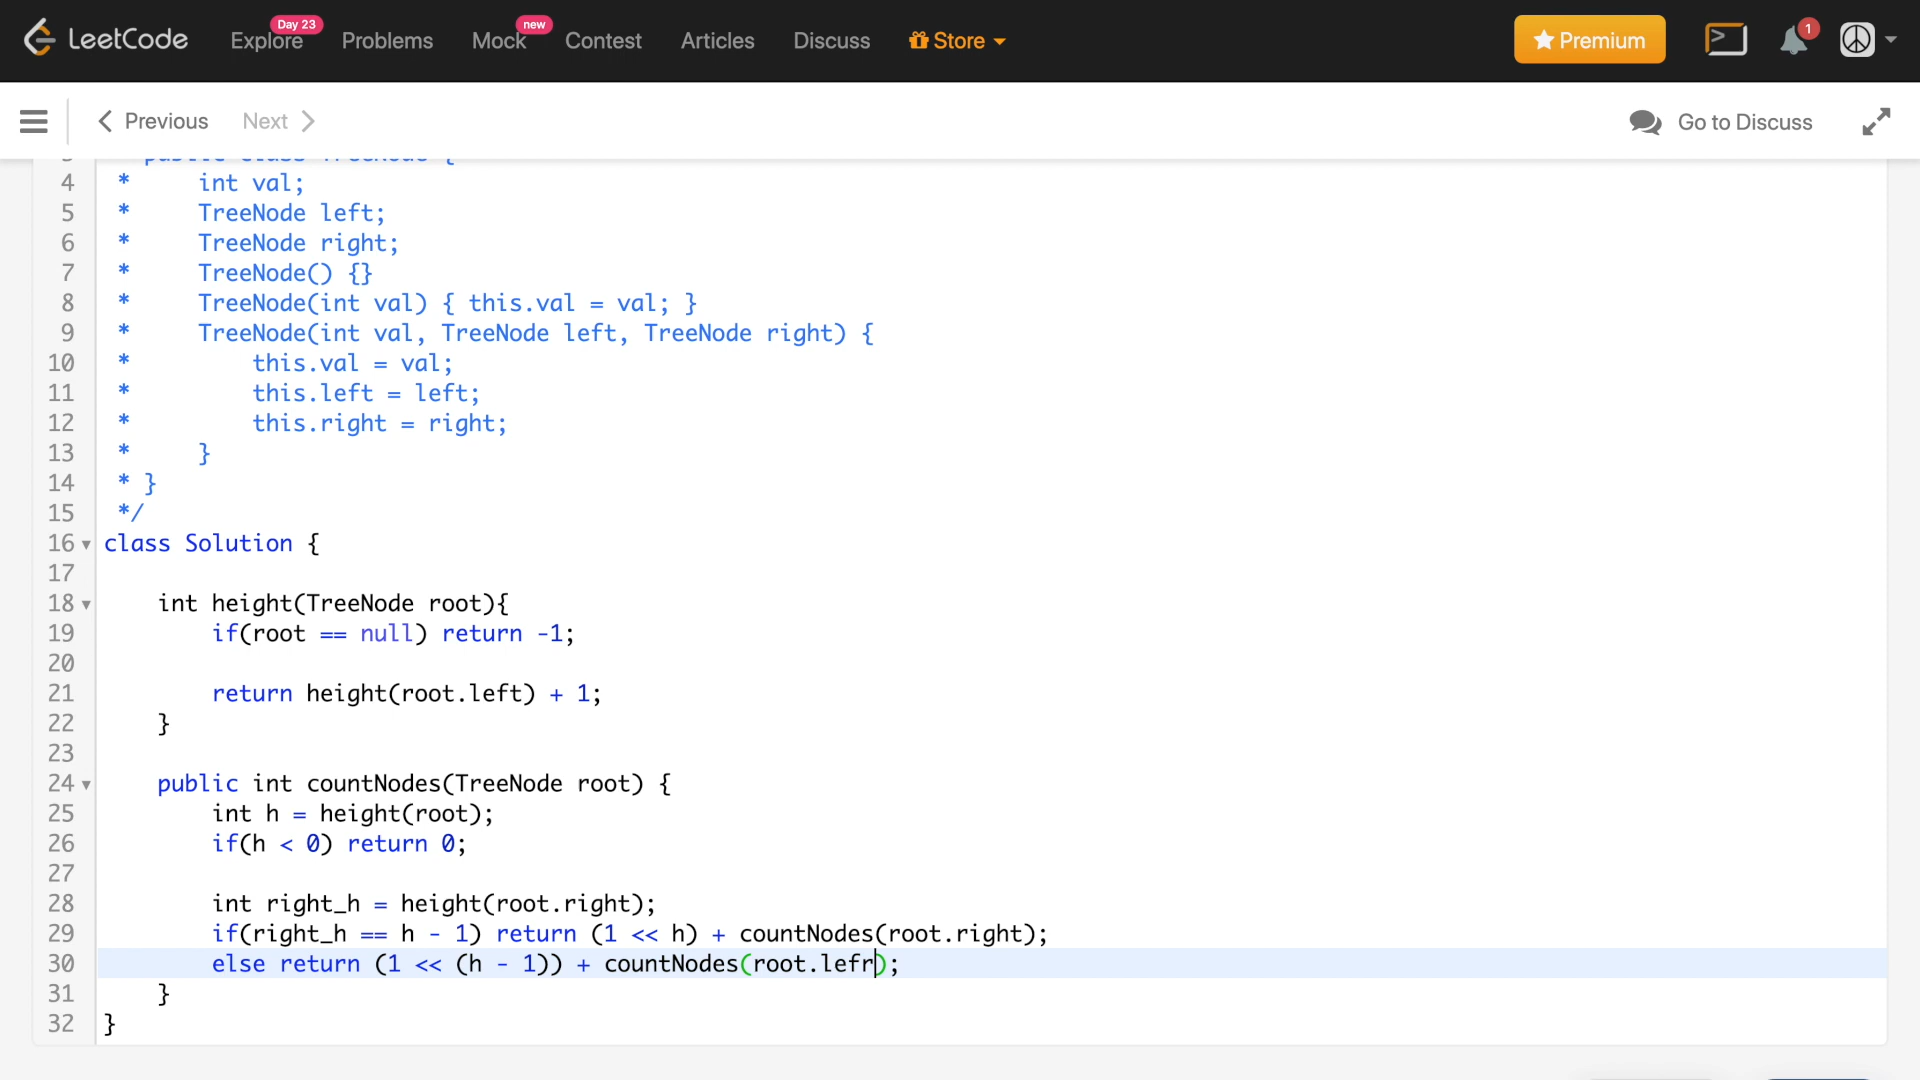 LeetCode
Explore
Day 23
Problems
Mock
new
Contest
Articles
Discuss
Store
Premium
1
Previous
Next
Go to Discuss
4 * int val;
5 * TreeNode left;
6 * TreeNode right;
7 * TreeNode() {}
8 * TreeNode(int val) { this.val = val; }
9 * TreeNode(int val, TreeNode left, TreeNode right) {
10 * this.val = val;
11 * this.left = left;
12 * this.right = right;
13 * }
14 * }
15 */
16 class Solution {
17
18 int height(TreeNode root){
19 if(root == null) return -1;
20
21 return height(root.left) + 1;
22 }
23
24 public int countNodes(TreeNode root) {
25 int h = height(root);
26 if(h < 0) return 0;
27
28 int right_h = height(root.right);
29 if(right_h == h - 1) return (1 << h) + countNodes(root.right);
30 else return (1 << (h - 1)) + countNodes(root.lefr);
31 }
32 }